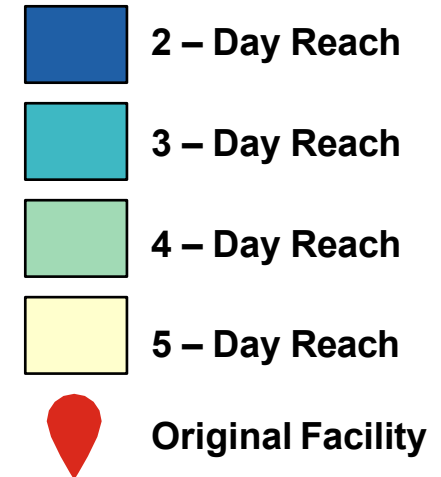 2 – Day Reach
3 – Day Reach
4 – Day Reach
5 – Day Reach
Original Facility